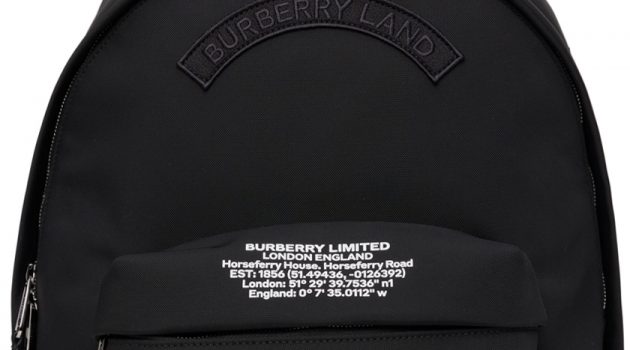 BURBERRY LAND
BURBERRY LIMITED
LONDON ENGLAND
Horseferry House. Horseferry Road
EST: 1856 (51.49436, -0126392)
London: 51° 29' 39.7536" n1
England: 0° 7' 35.0112" w